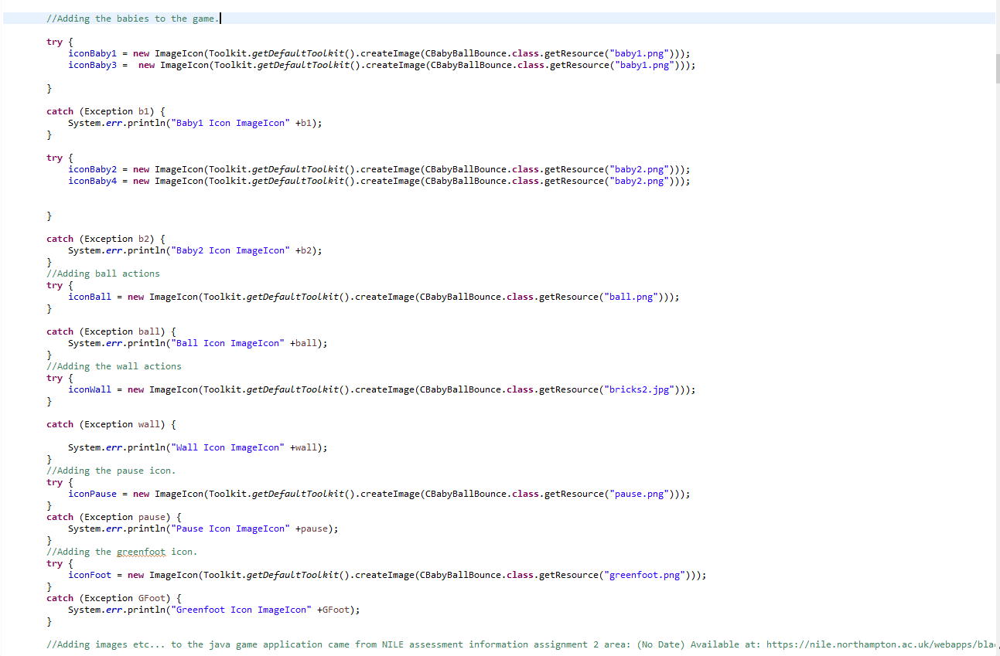 //Adding the babies to the game.
try {
iconBaby1 = new ImageIcon(Toolkit.getDefaultToolkit().createImage(CBabyBallBounce.class.getResource("baby1.png")));
iconBaby3 =  new ImageIcon(Toolkit.getDefaultToolkit().createImage(CBabyBallBounce.class.getResource("baby1.png")));
}
catch (Exception b1) {
System.err.println("Baby1 Icon ImageIcon" +b1);
}
try {
iconBaby2 = new ImageIcon(Toolkit.getDefaultToolkit().createImage(CBabyBallBounce.class.getResource("baby2.png")));
iconBaby4 = new ImageIcon(Toolkit.getDefaultToolkit().createImage(CBabyBallBounce.class.getResource("baby2.png")));
}
catch (Exception b2) {
System.err.println("Baby2 Icon ImageIcon" +b2);
}
//Adding ball actions
try {
iconBall = new ImageIcon(Toolkit.getDefaultToolkit().createImage(CBabyBallBounce.class.getResource("ball.png")));
}
catch (Exception ball) {
System.err.println("Ball Icon ImageIcon" +ball);
}
//Adding the wall actions
try {
iconWall = new ImageIcon(Toolkit.getDefaultToolkit().createImage(CBabyBallBounce.class.getResource("bricks2.jpg")));
}
catch (Exception wall) {
System.err.println("Wall Icon ImageIcon" +wall);
}
//Adding the pause icon.
try {
iconPause = new ImageIcon(Toolkit.getDefaultToolkit().createImage(CBabyBallBounce.class.getResource("pause.png")));
}
catch (Exception pause) {
System.err.println("Pause Icon ImageIcon" +pause);
}
//Adding the greenfoot icon.
try {
iconFoot = new ImageIcon(Toolkit.getDefaultToolkit().createImage(CBabyBallBounce.class.getResource("greenfoot.png")));
}
catch (Exception GFoot) {
System.err.println("Greenfoot Icon ImageIcon" +GFoot);
}
//Adding images etc... to the java game application came from NILE assessment information assignment 2 area: (No Date) Available at: https://nile.northampton.ac.uk/webapps/bla